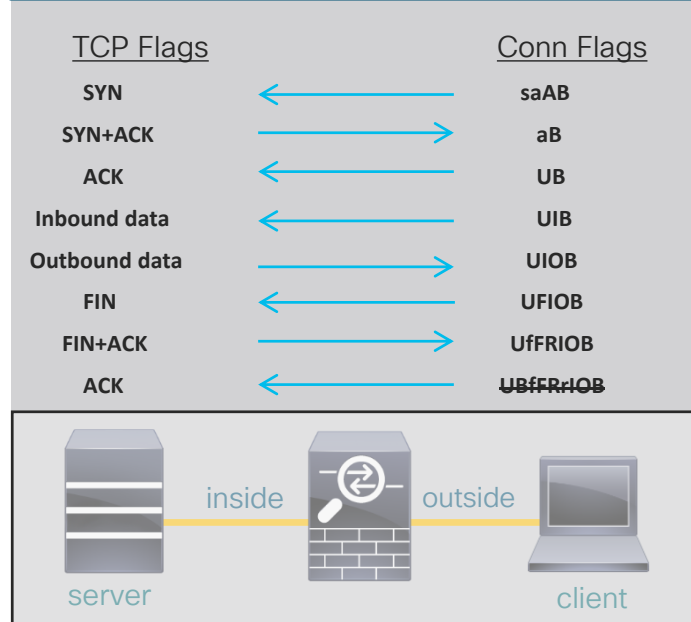 TCP Flags Conn Flags
SYN saAB
SYN+ACK aB
ACK UB
Inbound data UIB
Outbound data UIOB
FIN UFIOB
FIN+ACK UfFRIOB
ACK UBfFRrIOB
inside outside
server client